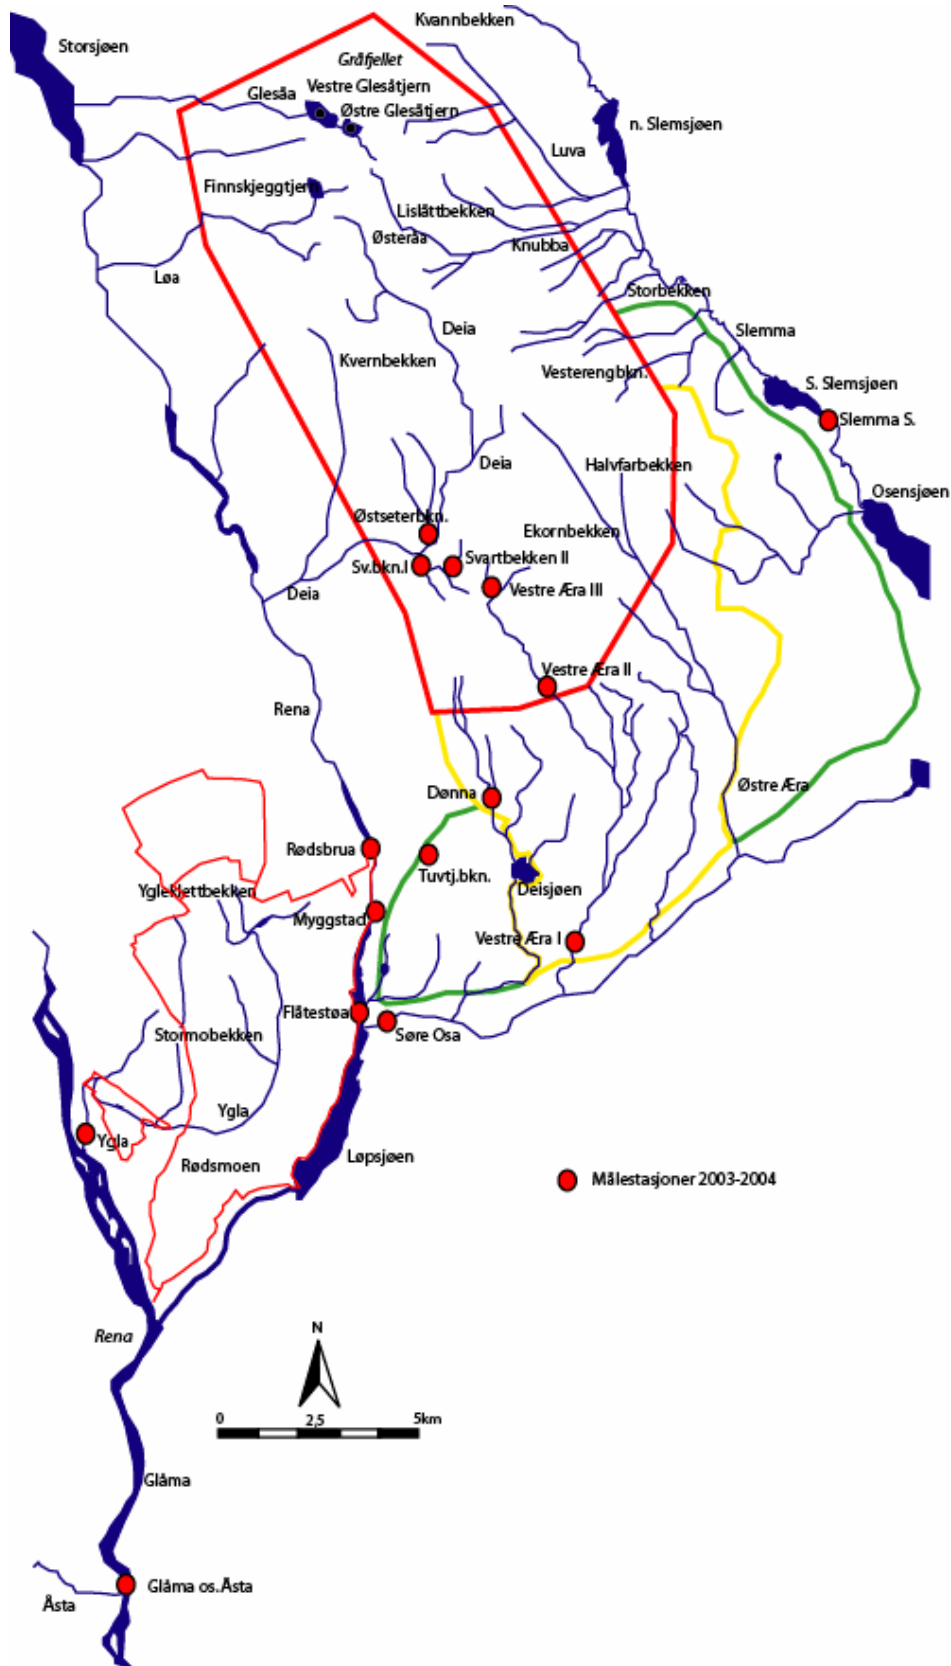 Kvannbekken
Storsjøen
Gråfjellet
Vestre Glesåtjern
Glesåa
Østre Glesåtjern
n. Slemsjøen
Luva
Finnskjeggtjern
Lislåttbekken
Østeråa
Knubba
Løa
Storbekken
Deia
Slemma
Kvernbekken
Vesterengbkn.
S. Slemsjøen
Slemma S.
Deia
Halvfarbekken
Osensjøen
Østseterbkn.
Ekornbekken
Sv.bkn.I
Svartbekken II
Deia
Vestre Æra III
Vestre Æra II
Rena
Østre Æra
Dønna
Rødsbrua
Tuvtj.bkn.
Ygleklettbekken
Deisjøen
Myggstad
Vestre Æra I
Flåtestøa
Stormobekken
Søre Osa
Ygla
Ygla
Rødsmoen
Løpsjøen
Målestasjoner 2003-2004
N
Rena
0 2,5 5km
Glåma
Glåma os.Åsta
Åsta